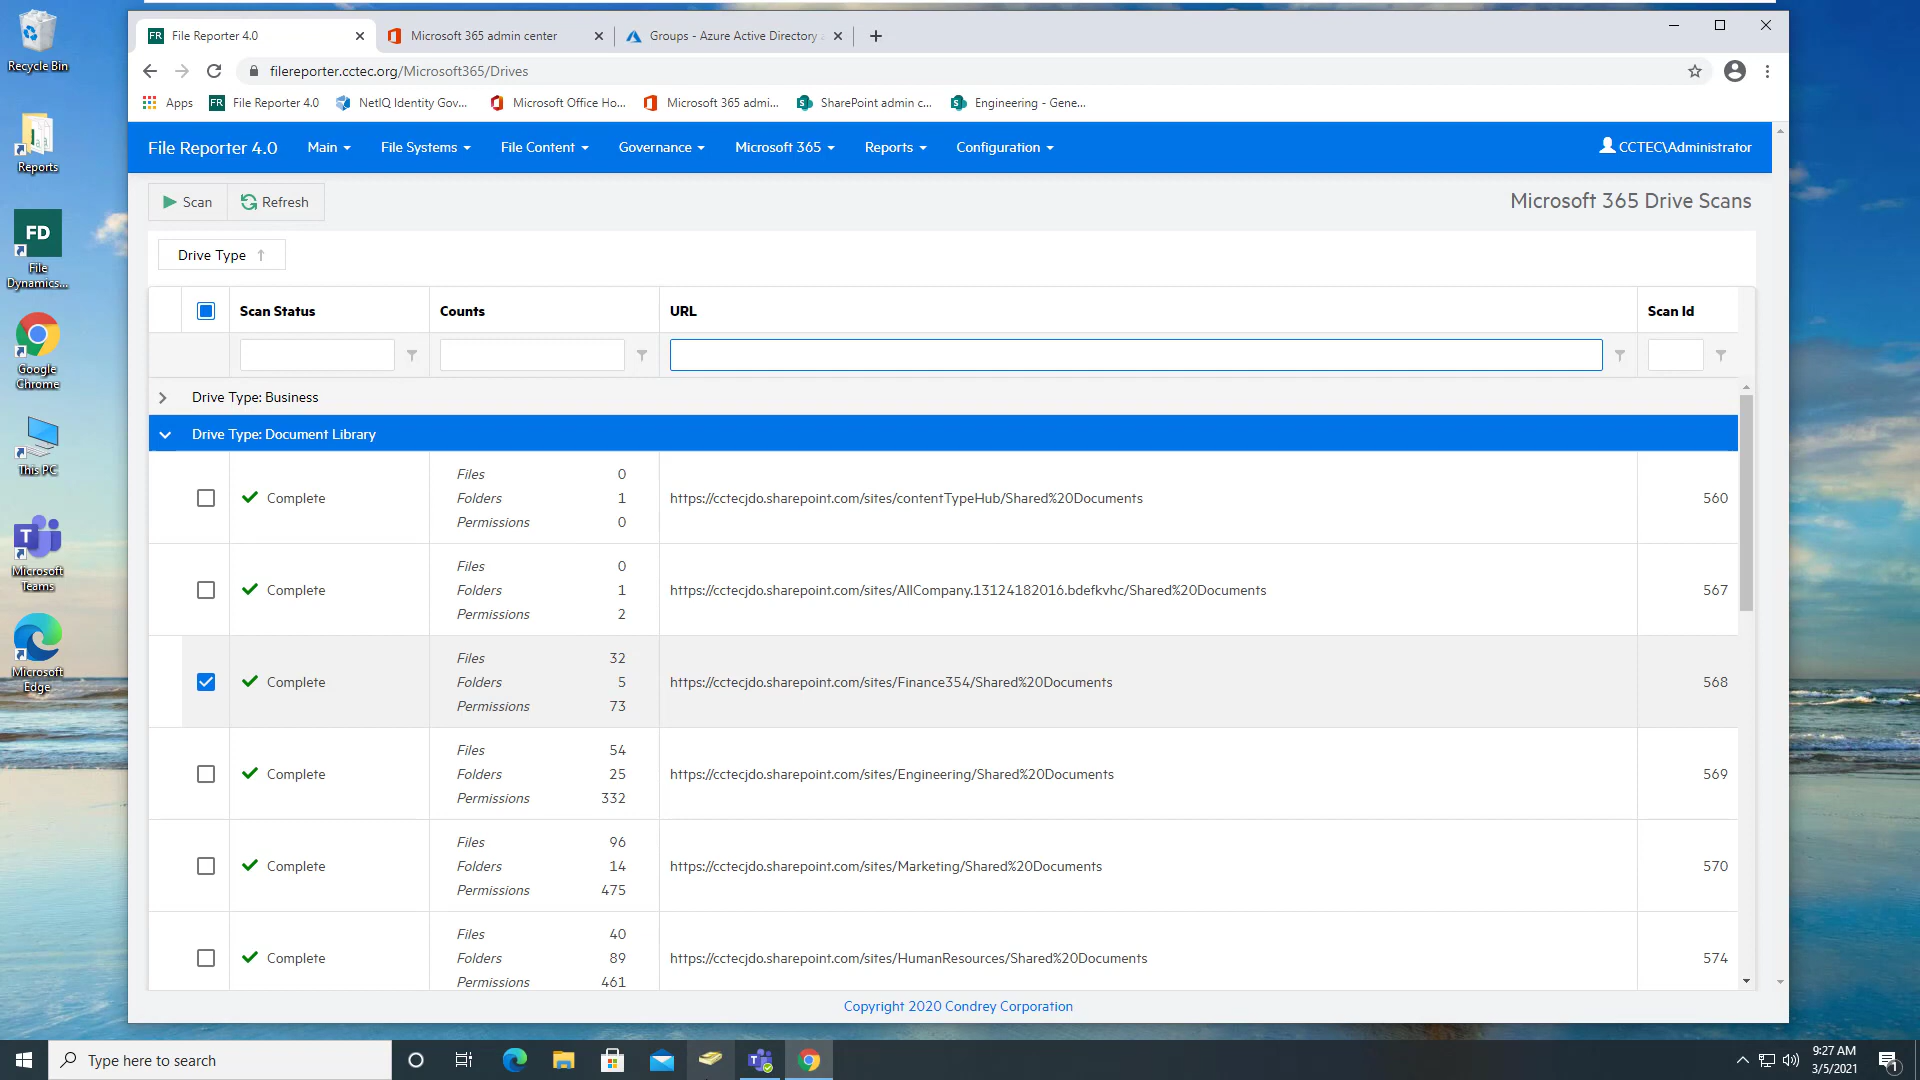 Recycle Bin
Reports
FD
File
Dynamics...
Google
Chrome
This PC
Microsoft
Teams
Microsoft
Edge
FR File Reporter 4.0
Microsoft 365 admin center
Groups - Azure Active Directory
filereporter.cctec.org/Microsoft365/Drives
Apps
FR File Reporter 4.0
NetIQ Identity Gov...
Microsoft Office Ho...
Microsoft 365 admi...
SharePoint admin c...
Engineering - Gene...
File Reporter 4.0 Main File Systems File Content Governance Microsoft 365 Reports Configuration CCTEC\Administrator
Scan Refresh Microsoft 365 Drive Scans
Drive Type ↑
Scan Status Counts URL Scan Id
Drive Type: Business
Drive Type: Document Library
Files 0
Complete Folders 1 https://cctecjdo.sharepoint.com/sites/contentTypeHub/Shared%20Documents 560
Permissions 0
Files 0
Complete Folders 1 https://cctecjdo.sharepoint.com/sites/AllCompany.13124182016.bdefkvhc/Shared%20Documents 567
Permissions 2
Files 32
Complete Folders 5 https://cctecjdo.sharepoint.com/sites/Finance354/Shared%20Documents 568
Permissions 73
Files 54
Complete Folders 25 https://cctecjdo.sharepoint.com/sites/Engineering/Shared%20Documents 569
Permissions 332
Files 96
Complete Folders 14 https://cctecjdo.sharepoint.com/sites/Marketing/Shared%20Documents 570
Permissions 475
Files 40
Complete Folders 89 https://cctecjdo.sharepoint.com/sites/HumanResources/Shared%20Documents 574
Permissions 461
Copyright 2020 Condrey Corporation
Type here to search
9:27 AM
3/5/2021
1